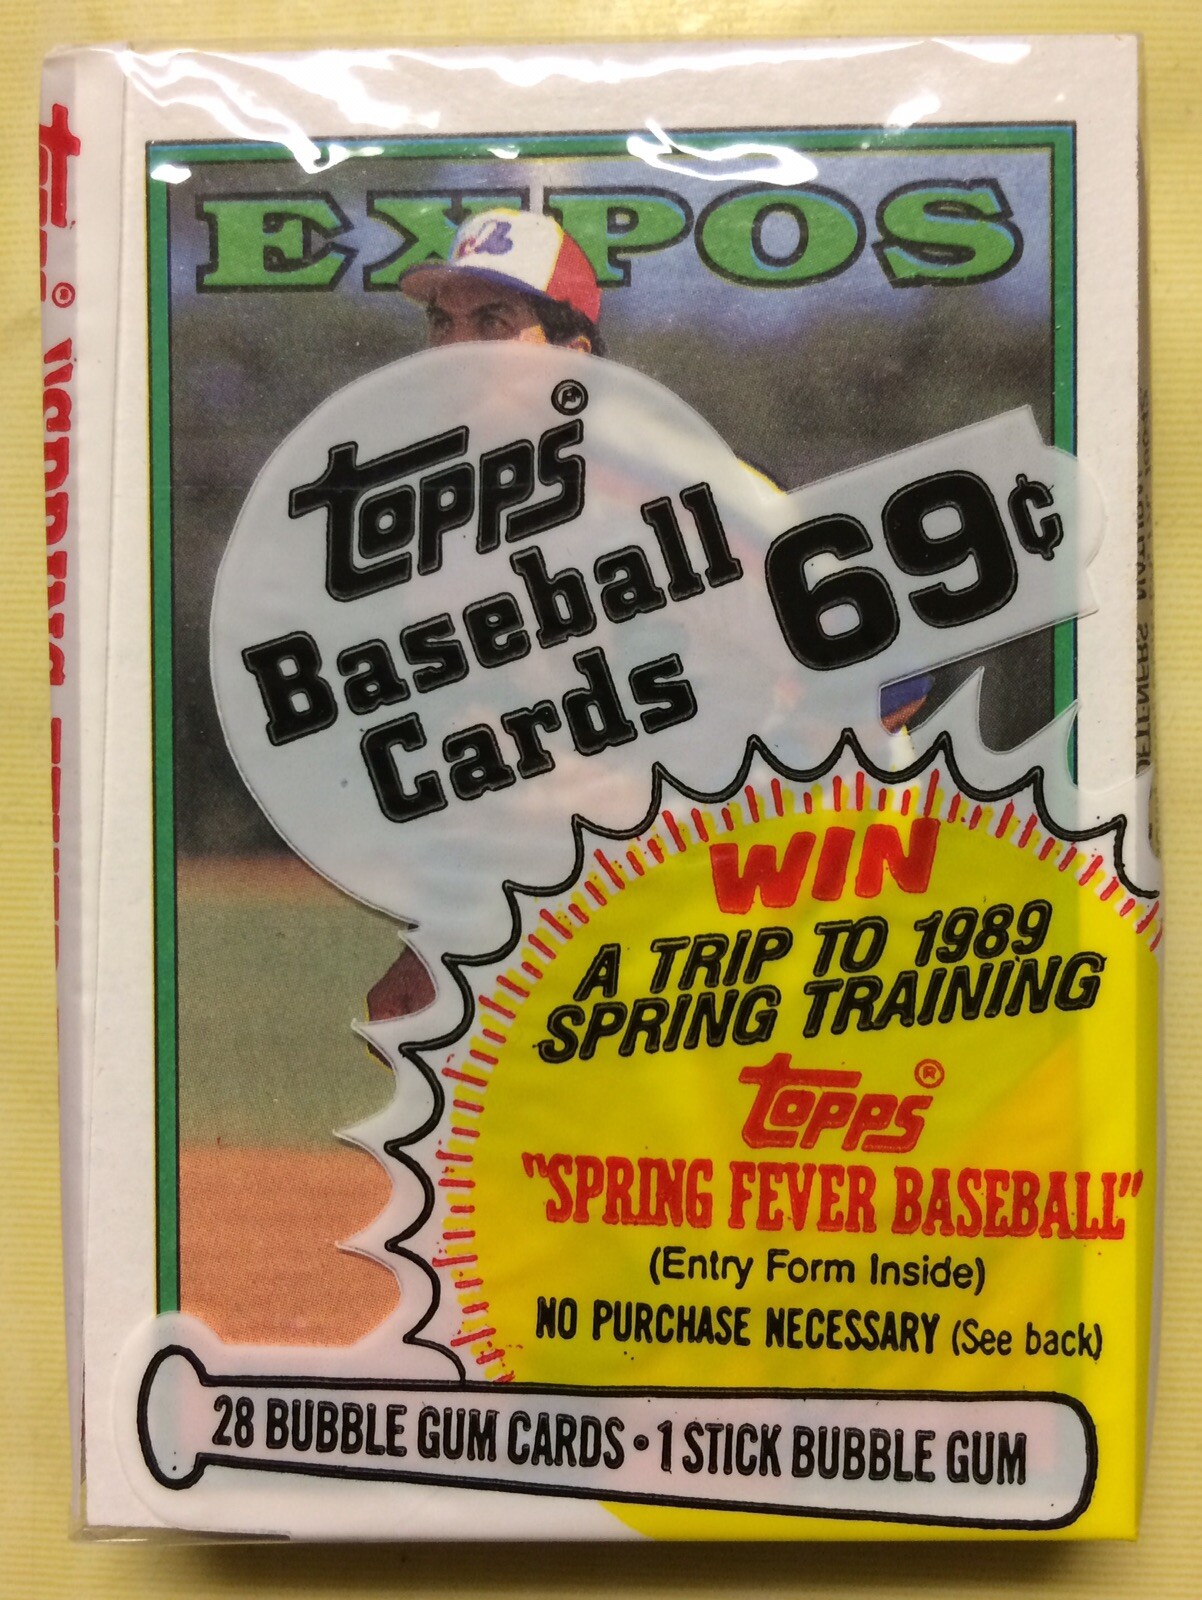 EXPOS
topps®
Baseball
Cards
69¢
WIN
A TRIP TO 1989
SPRING TRAINING
topps®
"SPRING FEVER BASEBALL"
(Entry Form Inside)
NO PURCHASE NECESSARY (See back)
28 BUBBLE GUM CARDS • 1 STICK BUBBLE GUM
topps®